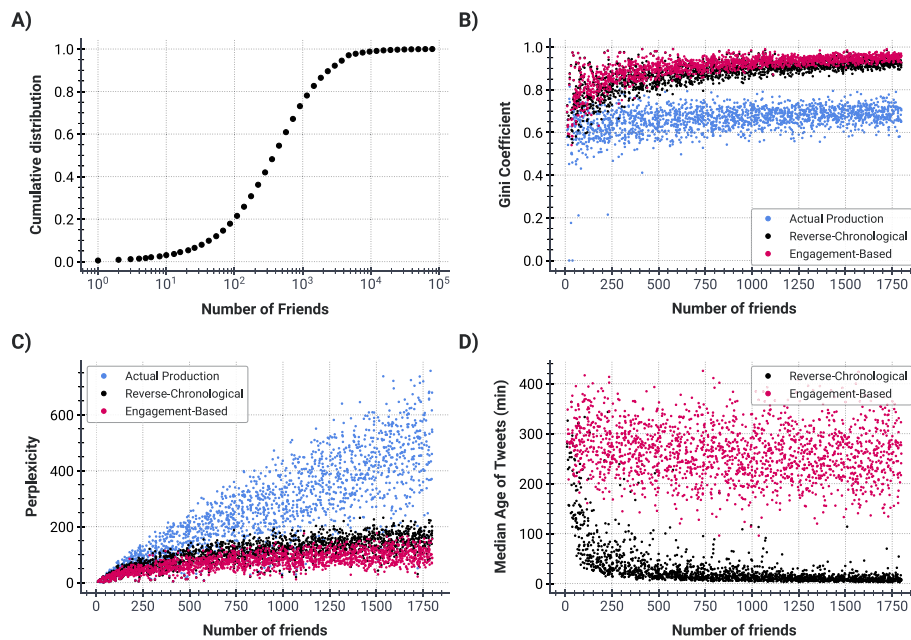 A)
Cumulative distribution
1.0
0.8
0.6
0.4
0.2
0.0
10^0
10^1
10^2
10^3
10^4
10^5
Number of Friends
B)
Gini Coefficient
1.0
0.8
0.6
0.4
0.2
0.0
Actual Production
Reverse-Chronological
Engagement-Based
0
250
500
750
1000
1250
1500
1750
Number of friends
C)
Perplexicity
600
400
200
0
Actual Production
Reverse-Chronological
Engagement-Based
0
250
500
750
1000
1250
1500
1750
Number of friends
D)
Median Age of Tweets (min)
400
300
200
100
0
Reverse-Chronological
Engagement-Based
0
250
500
750
1000
1250
1500
1750
Number of friends